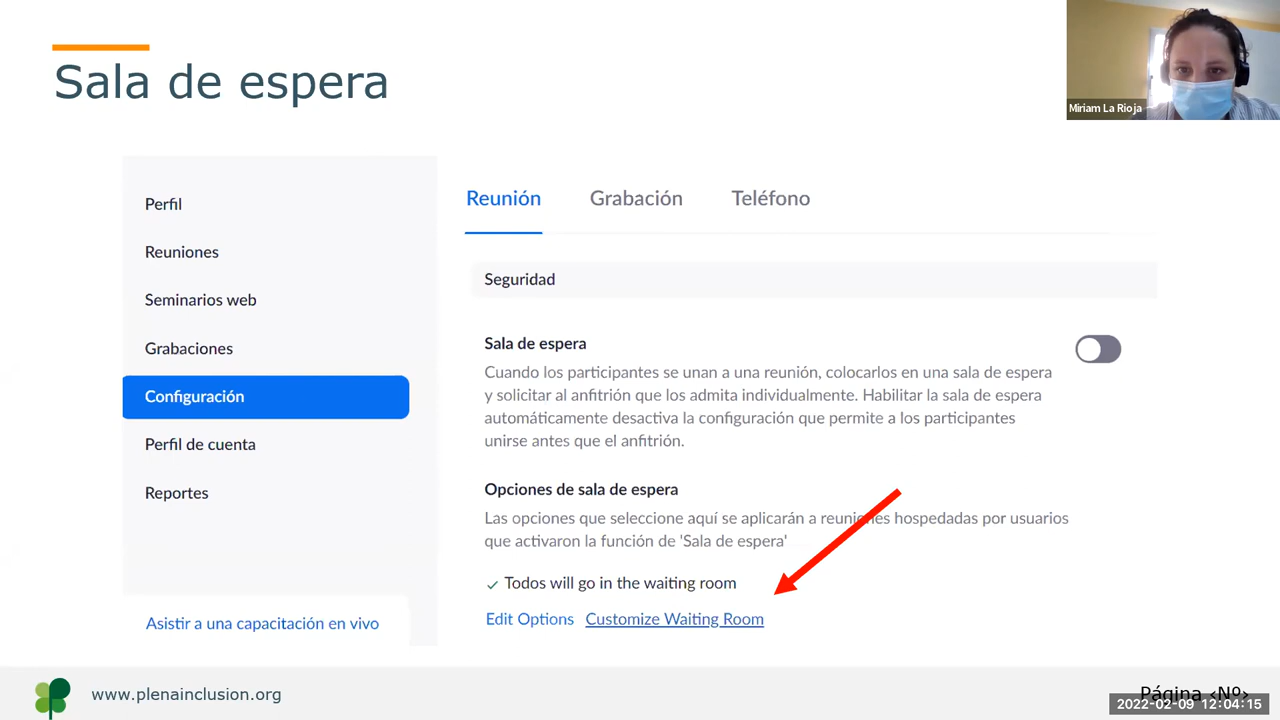 Sala de espera
Miriam La Rioja
Perfil
Reuniones
Seminarios web
Grabaciones
Configuración
Perfil de cuenta
Reportes
Asistir a una capacitación en vivo
Reunión Grabación Teléfono
Seguridad
Sala de espera
Cuando los participantes se unan a una reunión, colocarlos en una sala de espera
y solicitar al anfitrión que los admita individualmente. Habilitar la sala de espera
automáticamente desactiva la configuración que permite a los participantes
unirse antes que el anfitrión.
Opciones de sala de espera
Las opciones que seleccione aquí se aplicarán a reuniones hospedadas por usuarios
que activaron la función de 'Sala de espera'
Todos will go in the waiting room
Edit Options Customize Waiting Room
www.plenainclusion.org
Página ‹Nº›
2022-02-09 12:04:15